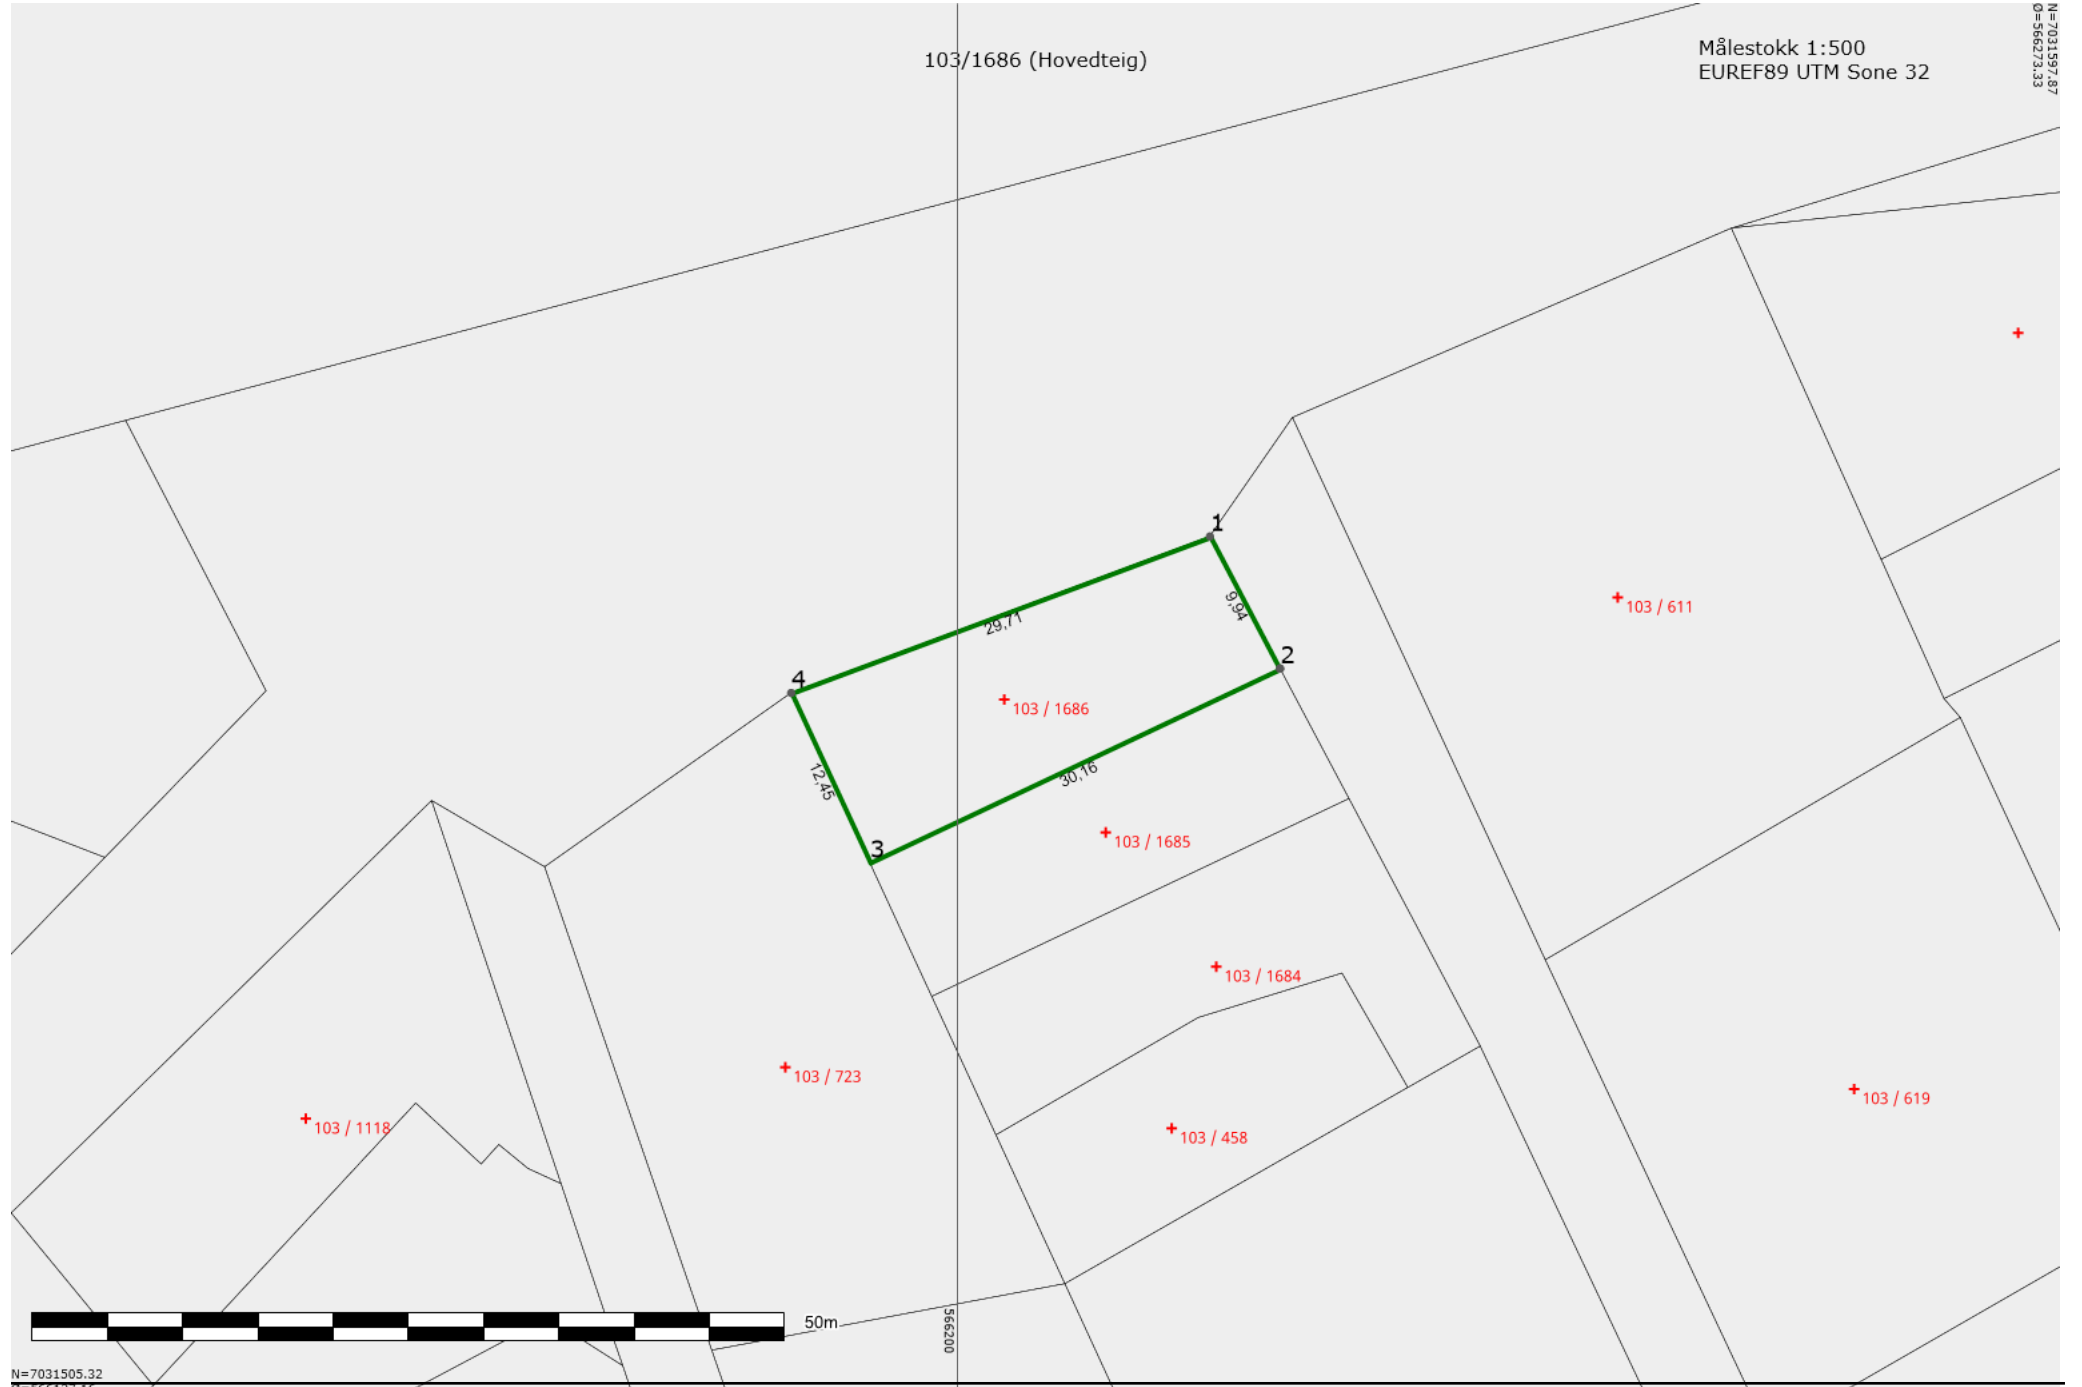 103/1686 (Hovedteig)
Målestokk 1:500
EUREF89 UTM Sone 32
N=7031597.87
Ø=566273.33
1
29,71
9,94
2
4
103 / 611
103 / 1686
12,45
30,16
3
103 / 1685
103 / 1684
103 / 723
103 / 1118
103 / 458
103 / 619
50m
566200
N=7031505.32